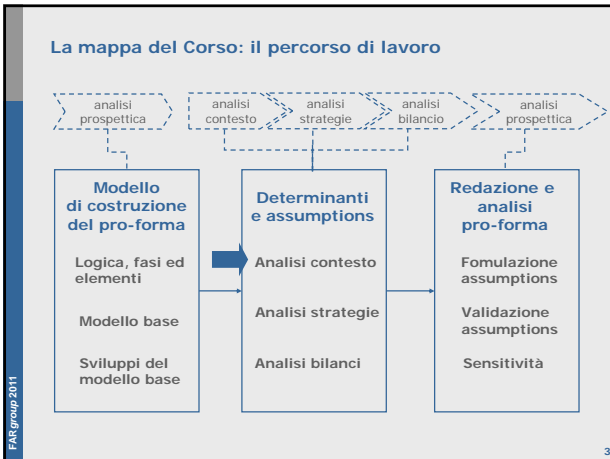 La mappa del Corso: il percorso di lavoro
analisi
prospettica
analisi
contesto
analisi
strategie
analisi
bilancio
analisi
prospettica
Modello
di costruzione
del pro-forma
Logica, fasi ed
elementi
Modello base
Sviluppi del
modello base
Determinanti
e assumptions
Analisi contesto
Analisi strategie
Analisi bilanci
Redazione e
analisi
pro-forma
Fomulazione
assumptions
Validazione
assumptions
Sensitività
FARgroup 2011
3